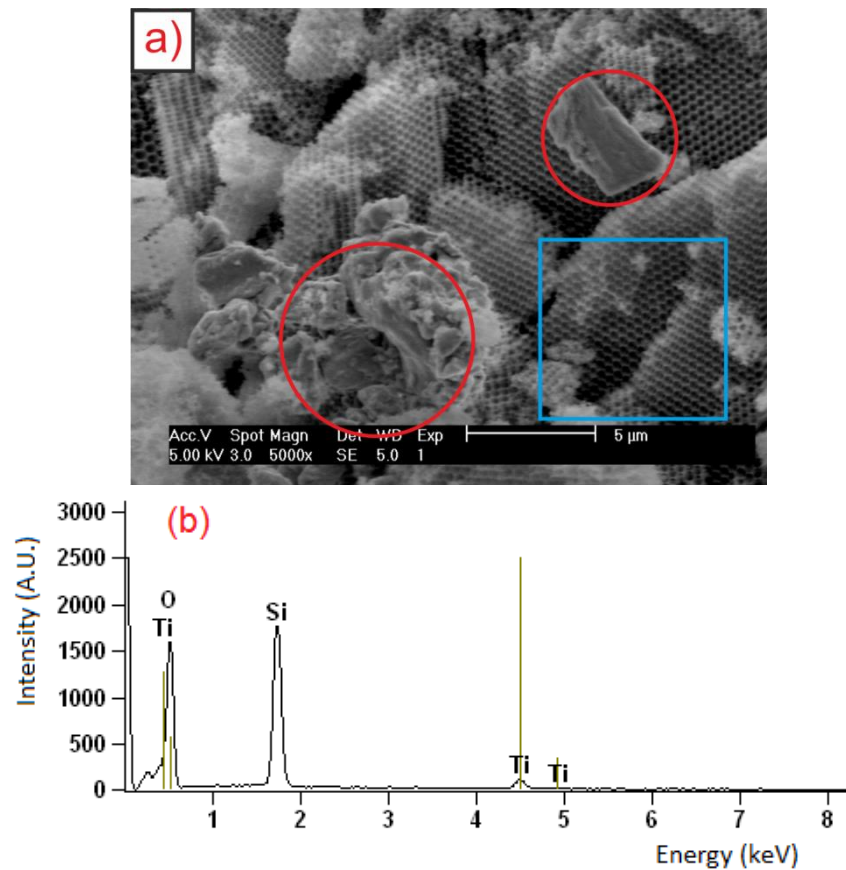 a)
Acc.V Spot Magn Det WD Exp
5.00 kV 3.0 5000x SE 5.0 1
5 µm
(b)
3000
2500
2000
1500
1000
500
0
Intensity (A.U.)
O
Ti
Si
Ti
Ti
1 2 3 4 5 6 7 8
Energy (keV)